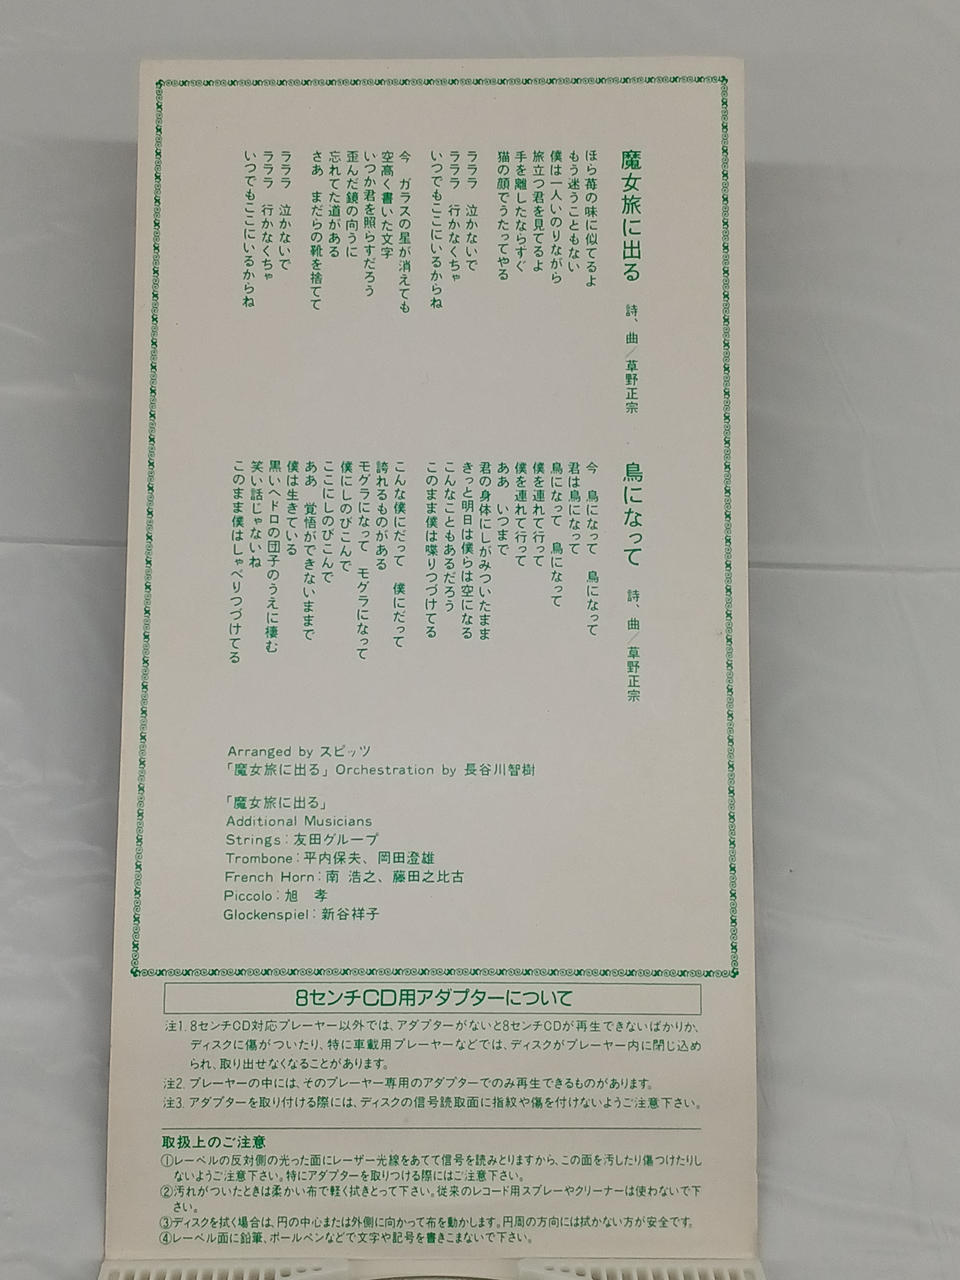 魔女旅に出る　詩、曲／草野正宗
ほら苺の味に似てるよ
もう迷うこともない
僕は一人いのりながら
旅立つ君を見てるよ
手を離したならすぐ
猫の顔でうたってやる
ラララ　泣かないで
ラララ　行かなくちゃ
いつでもここにいるからね
今　ガラスの星が消えても
空高く書いた文字
いつか君を照らすだろう
歪んだ鏡の向うに
忘れてた道がある
さあ　まだらの靴を捨てて
ラララ　泣かないで
ラララ　行かなくちゃ
いつでもここにいるからね
鳥になって　詩、曲／草野正宗
今　鳥になって　鳥になって
君は鳥になって
鳥になって　鳥になって
僕を連れて行って
僕を連れて行って
ああ　いつまで
君の身体にしがみついたまま
きっと明日は僕らは空になる
こんなこともあるだろう
このまま僕は喋りつづけてる
こんな僕にだって　僕にだって
誇れるものがある
モグラになって　モグラになって
僕にしのびこんで
ここにしのびこんで
ああ　覚悟ができないままで
僕は生きている
黒いヘドロの団子のうえに棲む
笑い話じゃないね
このまま僕はしゃべりつづけてる
Arranged by スピッツ
「魔女旅に出る」Orchestration by 長谷川智樹
「魔女旅に出る」
Additional Musicians
Strings：友田グループ
Trombone：平内保夫、岡田澄雄
French Horn：南　浩之、藤田之比古
Piccolo：旭　孝
Glockenspiel：新谷祥子
8センチCD用アダプターについて
注1. 8センチCD対応プレーヤー以外では、アダプターがないと8センチCDが再生できないばかりか、
ディスクに傷がついたり、特に車載用プレーヤーなどでは、ディスクがプレーヤー内に閉じ込め
られ、取り出せなくなることがあります。
注2. プレーヤーの中には、そのプレーヤー専用のアダプターでのみ再生できるものがあります。
注3. アダプターを取り付ける際には、ディスクの信号読取面に指紋や傷を付けないようご注意下さい。
取扱上のご注意
①レーベルの反対側の光った面にレーザー光線をあてて信号を読みとりますから、この面を汚したり傷つけたりし
ないようご注意下さい。特にアダプターを取りつける際にはご注意下さい。
②汚れがついたときは柔かい布で軽く拭きとって下さい。従来のレコード用スプレーやクリーナーは使わないで下
さい。
③ディスクを拭く場合は、円の中心または外側に向かって布を動かします。円周の方向には拭かない方が安全です。
④レーベル面に鉛筆、ボールペンなどで文字や記号を書きこまないで下さい。